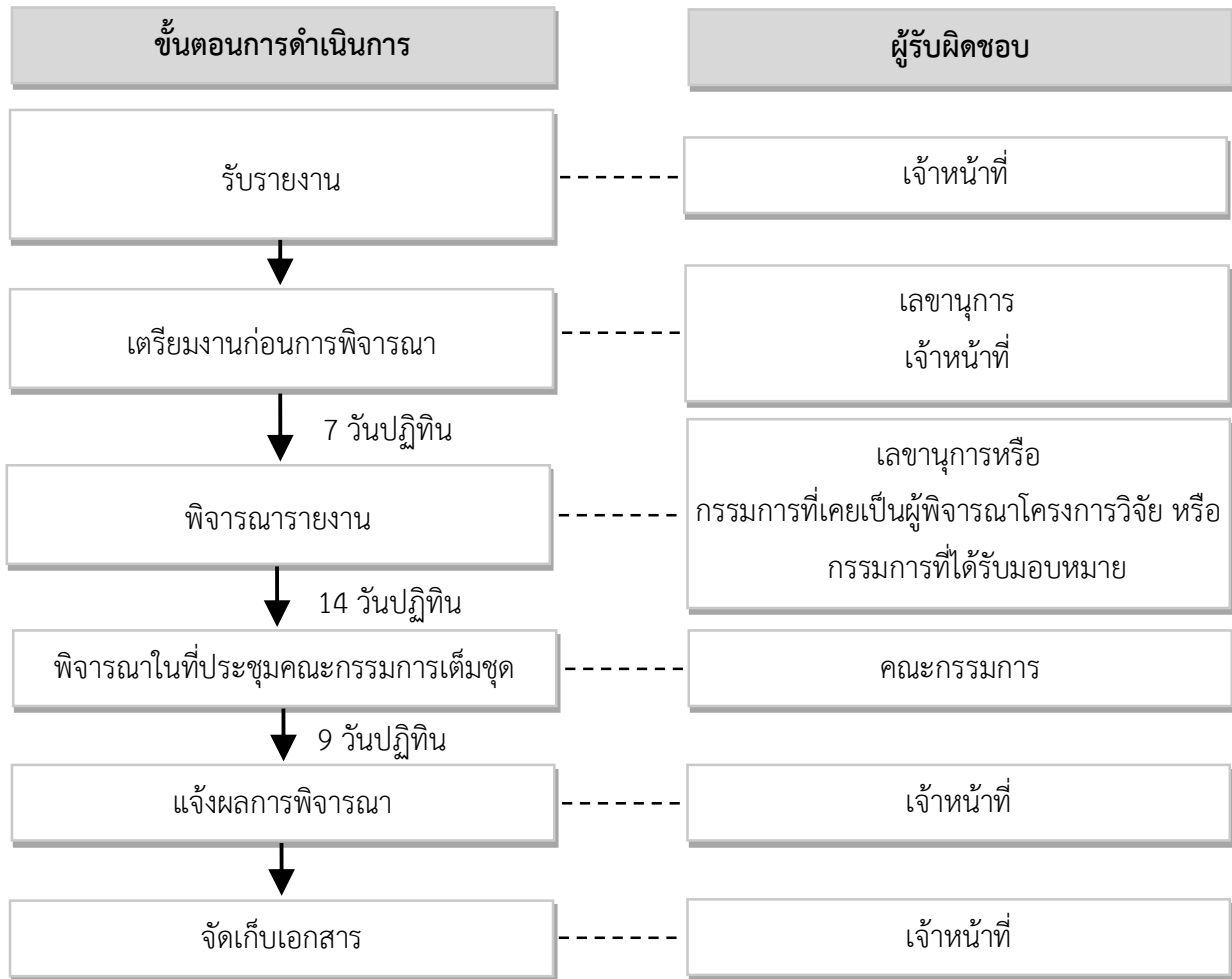 ขั้นตอนการดำเนินการ
ผู้รับผิดชอบ
รับรายงาน
เจ้าหน้าที่
เตรียมงานก่อนการพิจารณา
เลขานุการ
เจ้าหน้าที่
7 วันปฏิทิน
พิจารณารายงาน
เลขานุการหรือ
กรรมการที่เคยเป็นผู้พิจารณาโครงการวิจัย หรือ
กรรมการที่ได้รับมอบหมาย
14 วันปฏิทิน
พิจารณาในที่ประชุมคณะกรรมการเต็มชุด
คณะกรรมการ
9 วันปฏิทิน
แจ้งผลการพิจารณา
เจ้าหน้าที่
จัดเก็บเอกสาร
เจ้าหน้าที่